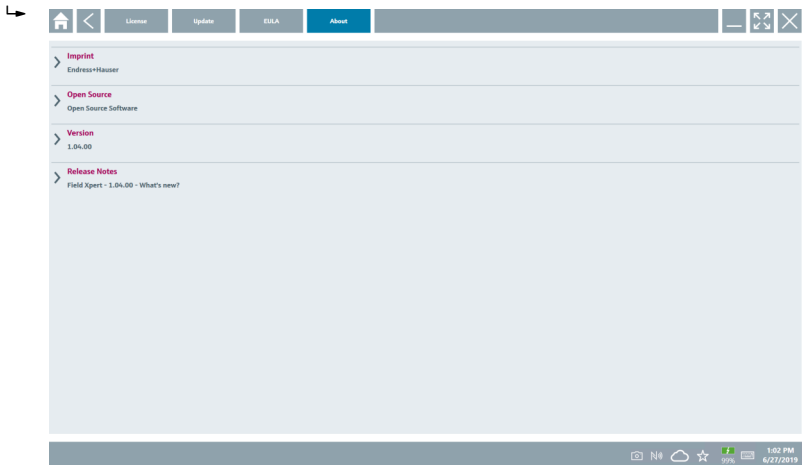 License Update EULA About
Imprint
Endress+Hauser
Open Source
Open Source Software
Version
1.04.00
Release Notes
Field Xpert - 1.04.00 - What's new?
99% 1:02 PM
6/27/2019